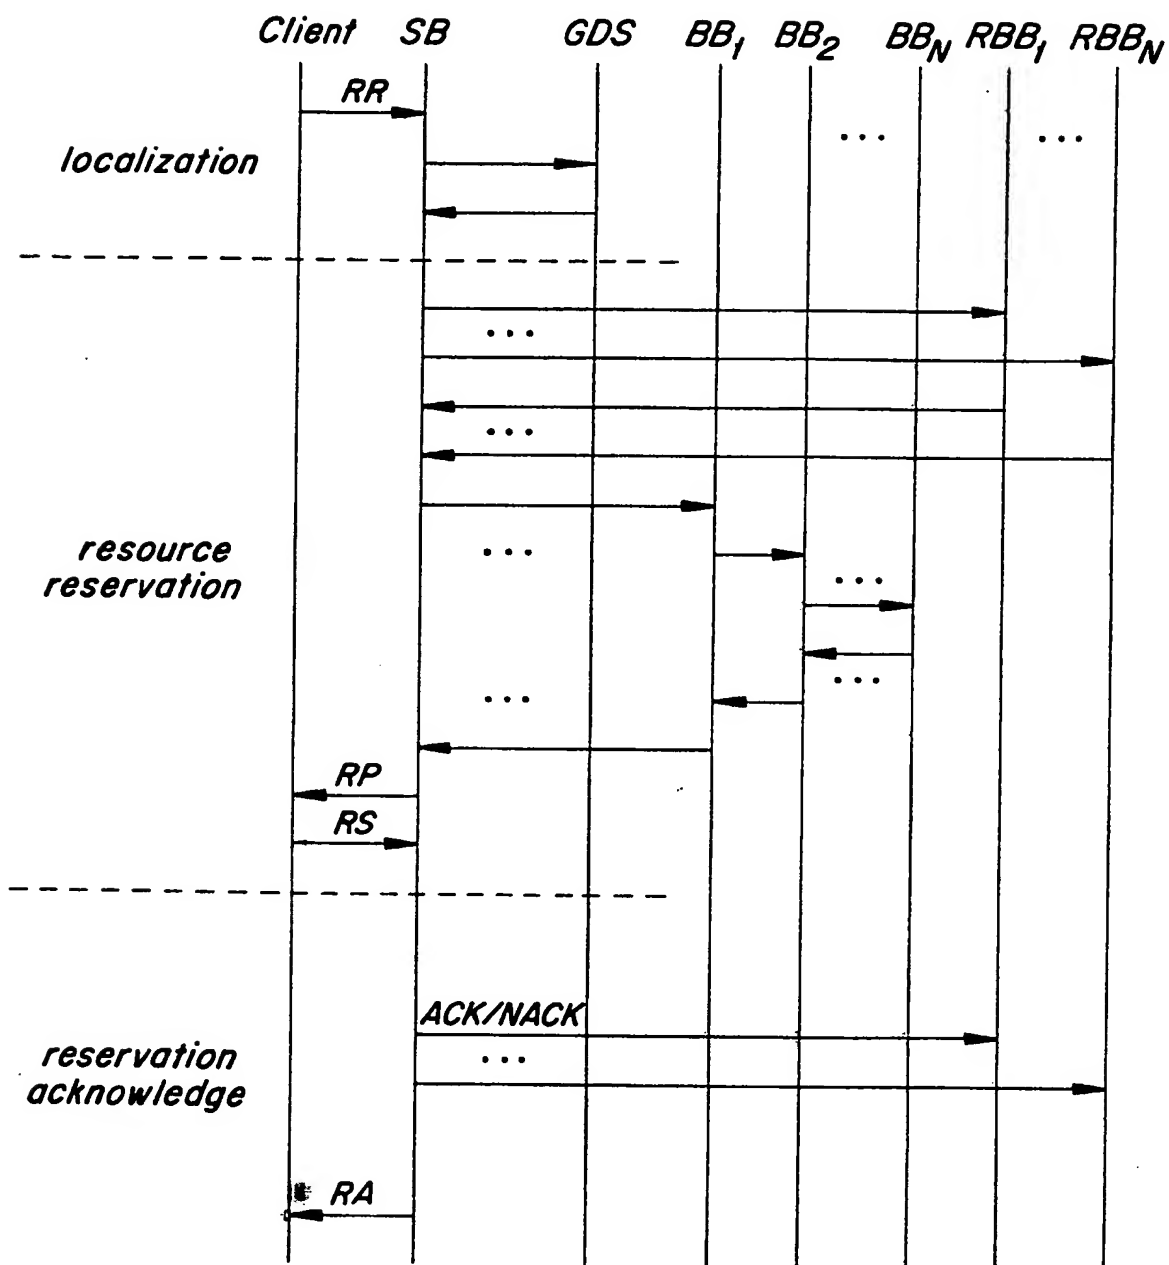 Client SB GDS BB1 BB2 BBN RBB1 RBBN
RR
...
...
localization
...
...
resource
reservation
...
...
...
...
RP
RS
ACK/NACK
reservation
acknowledge
...
RA